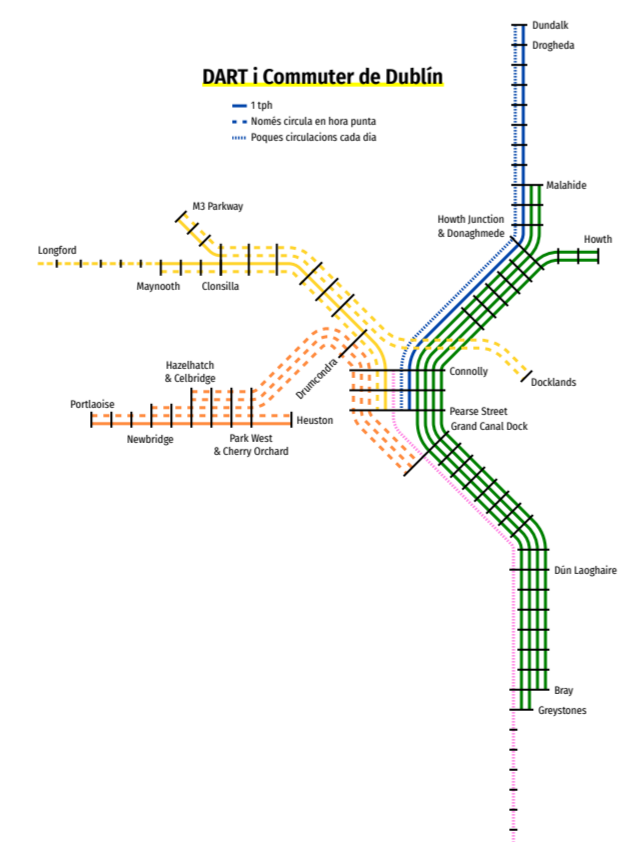 Dundalk
Drogheda
DART i Commuter de Dublín
1 tph
Només circula en hora punta
Poques circulacions cada dia
Malahide
M3 Parkway
Howth Junction
& Donaghmede
Howth
Longford
Maynooth
Clonsilla
Hazelhatch
& Celbridge
Drumcondra
Connolly
Docklands
Portlaoise
Pearse Street
Heuston
Grand Canal Dock
Newbridge
Park West
& Cherry Orchard
Dún Laoghaire
Bray
Greystones